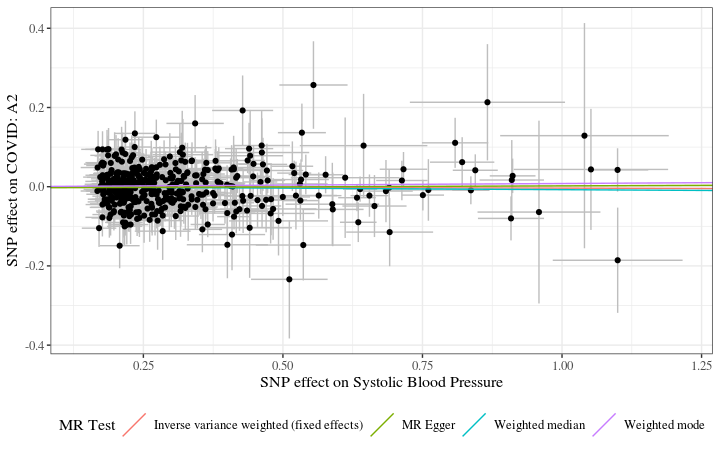 0.4
0.2
0.0
-0.2
-0.4
SNP effect on COVID: A2
0.25
0.50
0.75
1.00
1.25
SNP effect on Systolic Blood Pressure
MR Test
Inverse variance weighted (fixed effects)
MR Egger
Weighted median
Weighted mode